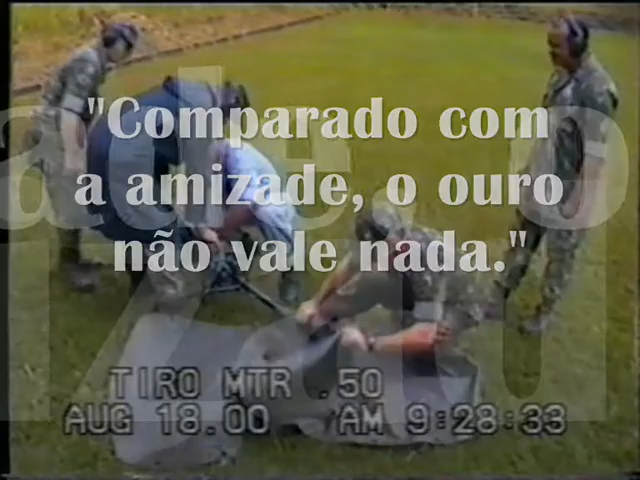 "Comparado com
a amizade, o ouro
não vale nada."
TIRO MTR .50
AUG 18.00 AM 9:28:33